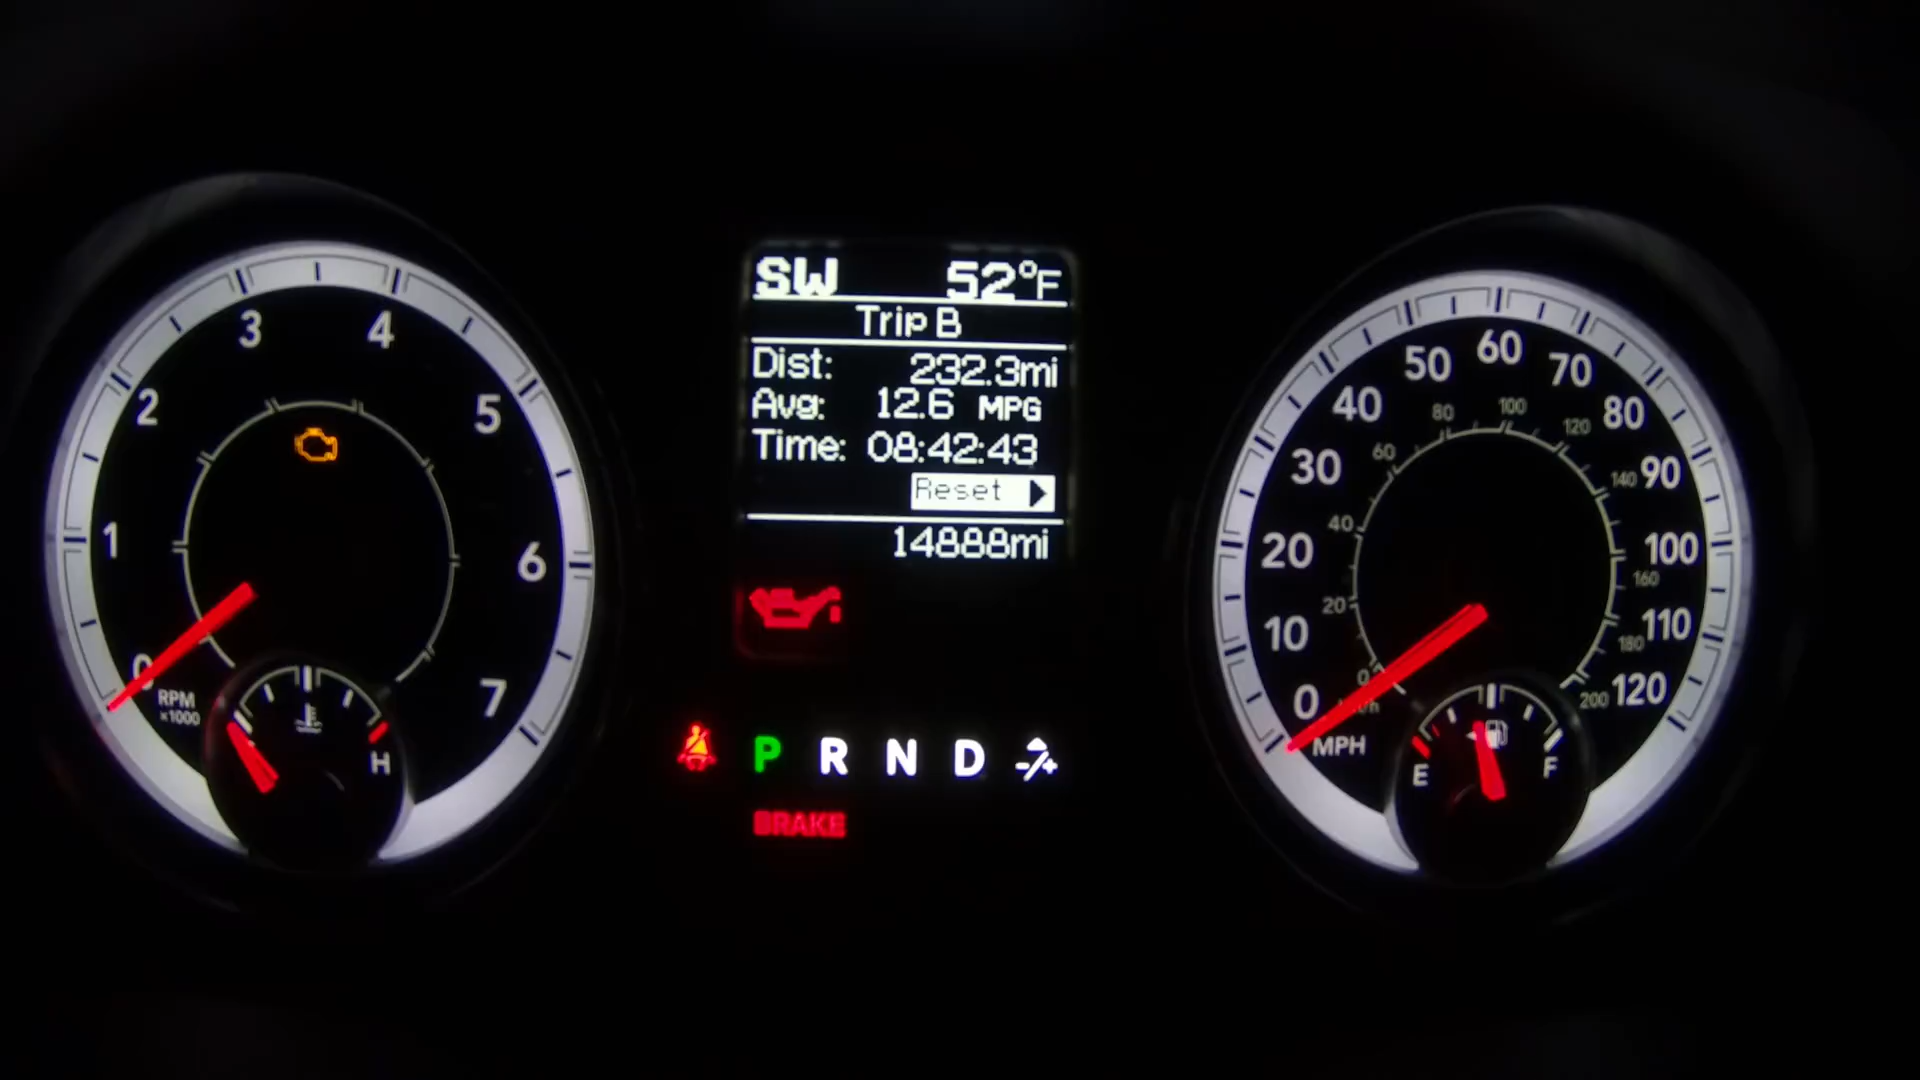 SW 52°F
Trip B
Dist: 232.3mi
Avg: 12.6 MPG
Time: 08:42:43
Reset
14888mi
0 1 2 3 4 5 6 7
RPM
x1000
H
P R N D -/+
BRAKE
0 10 20 30 40 50 60 70 80 90 100 110 120
0 20 40 60 80 100 120 140 160 180 200
MPH
E F